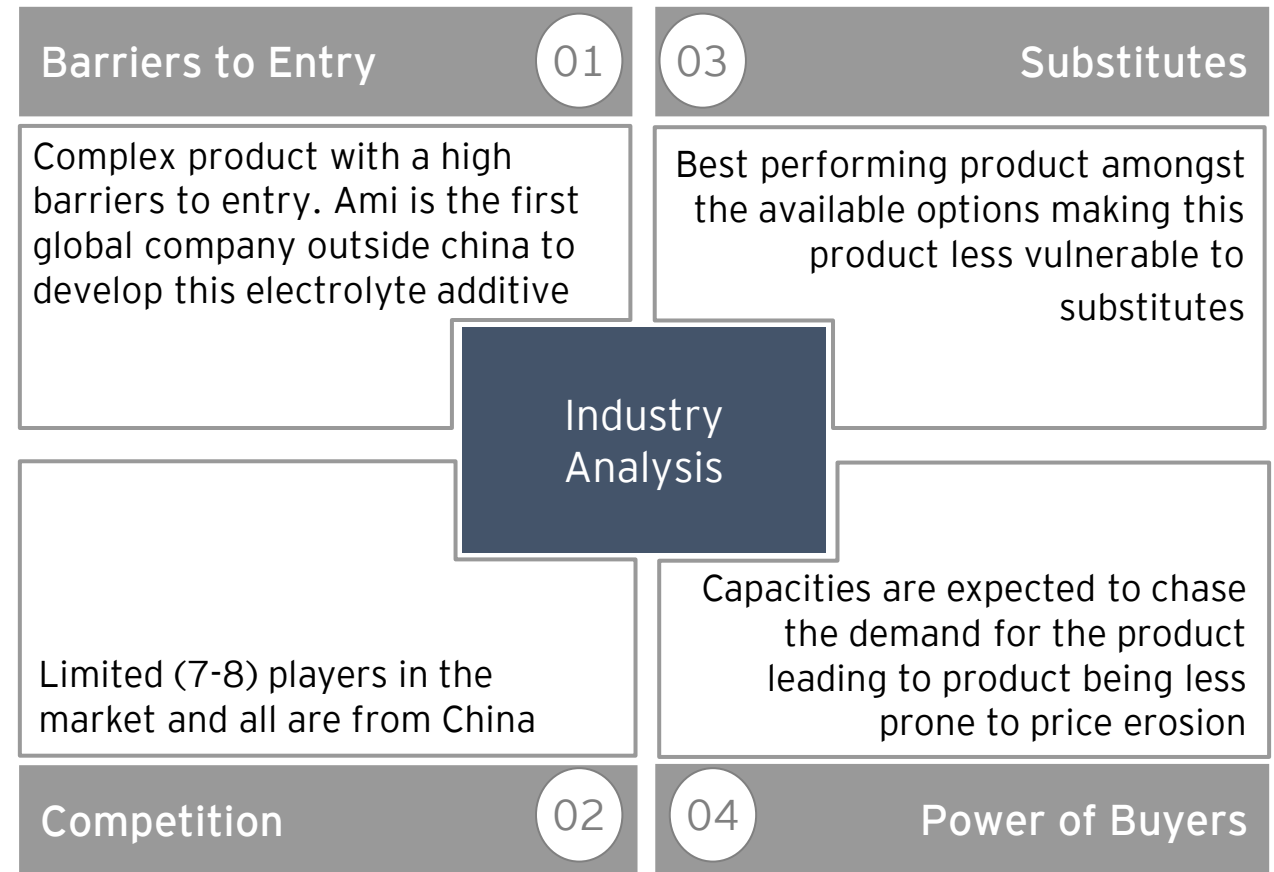 Barriers to Entry
01
Complex product with a high
barriers to entry. Ami is the first
global company outside china to
develop this electrolyte additive
03
Substitutes
Best performing product amongst
the available options making this
product less vulnerable to
substitutes
Industry
Analysis
Limited (7-8) players in the
market and all are from China
Competition
02
Capacities are expected to chase
the demand for the product
leading to product being less
prone to price erosion
04
Power of Buyers